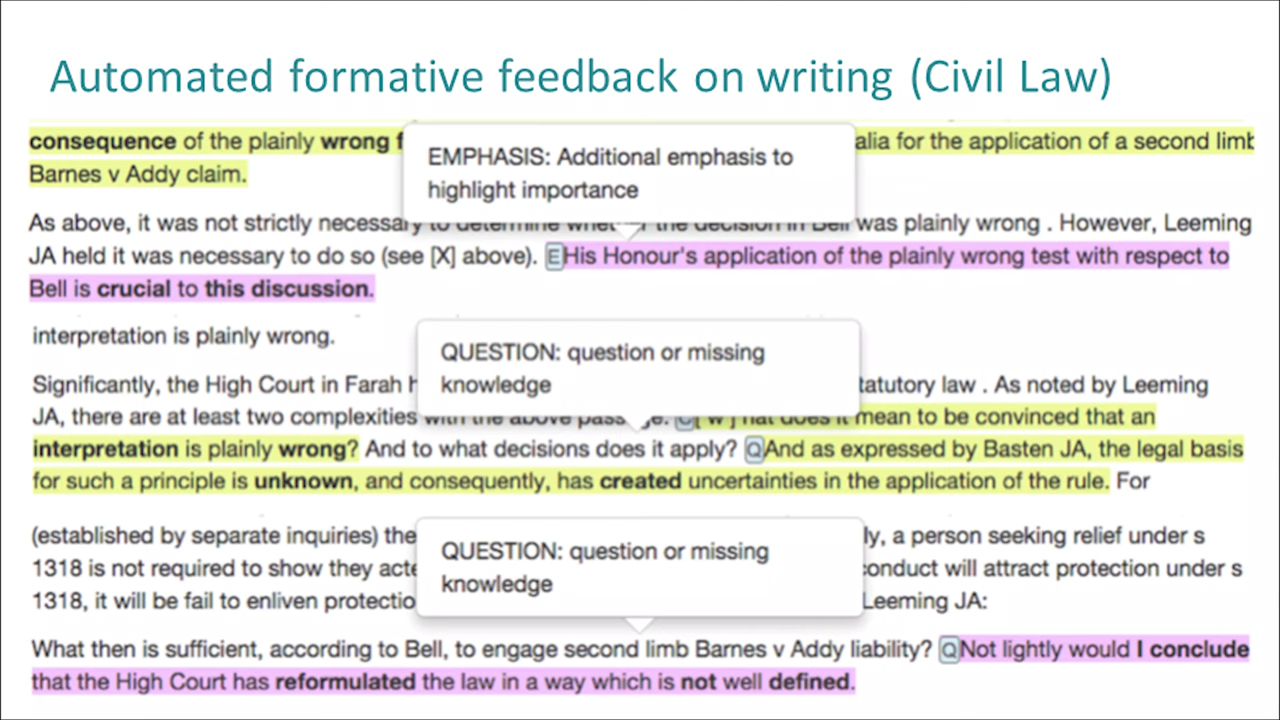 Automated formative feedback on writing (Civil Law)
consequence of the plainly wrong f
alia for the application of a second limb
EMPHASIS: Additional emphasis to
highlight importance
Barnes v Addy claim.
As above, it was not strictly necessary to determine whether the decision in Bell was plainly wrong . However, Leeming
JA held it was necessary to do so (see [X] above). E His Honour's application of the plainly wrong test with respect to
Bell is crucial to this discussion.
interpretation is plainly wrong.
QUESTION: question or missing
knowledge
Significantly, the High Court in Farah h
tatutory law . As noted by Leeming
JA, there are at least two complexities with the above passage. Q [ w ] hat does it mean to be convinced that an
interpretation is plainly wrong? And to what decisions does it apply? Q And as expressed by Basten JA, the legal basis
for such a principle is unknown, and consequently, has created uncertainties in the application of the rule. For
(established by separate inquiries) the
ly, a person seeking relief under s
QUESTION: question or missing
knowledge
1318 is not required to show they acte
conduct will attract protection under s
1318, it will be fail to enliven protectio
Leeming JA:
What then is sufficient, according to Bell, to engage second limb Barnes v Addy liability? Q Not lightly would I conclude
that the High Court has reformulated the law in a way which is not well defined.